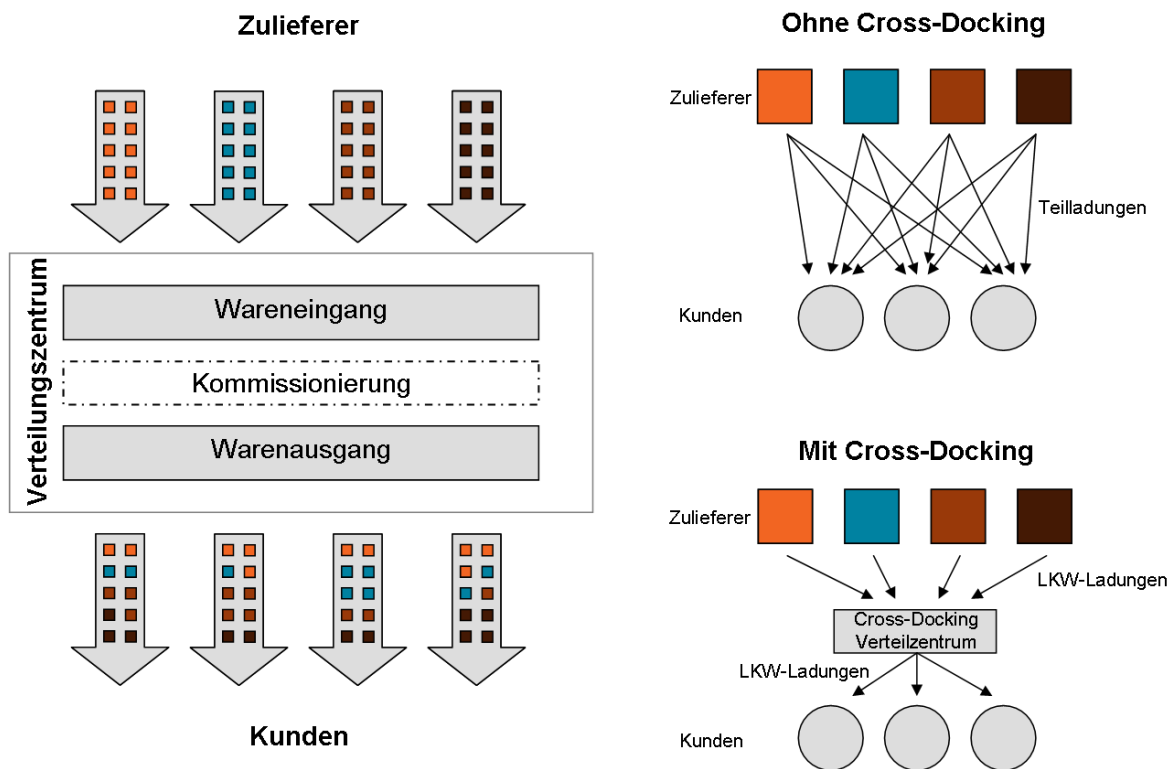 Zulieferer
Verteilungszentrum
Wareneingang
Kommissionierung
Warenausgang
Kunden
Ohne Cross-Docking
Zulieferer
Teilladungen
Kunden
Mit Cross-Docking
Zulieferer
LKW-Ladungen
Cross-Docking
Verteilzentrum
LKW-Ladungen
Kunden